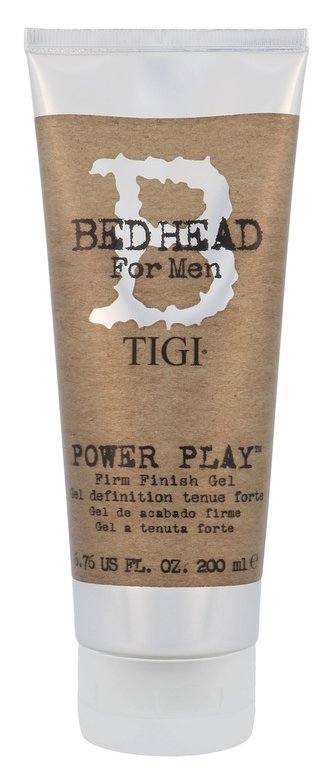 B
BED HEAD
For Men
TIGI
POWER PLAY™
Firm Finish Gel
Gel definition tenue forte
Gel de acabado firme
Gel a tenuta forte
6.76 US FL. OZ. 200 ml e